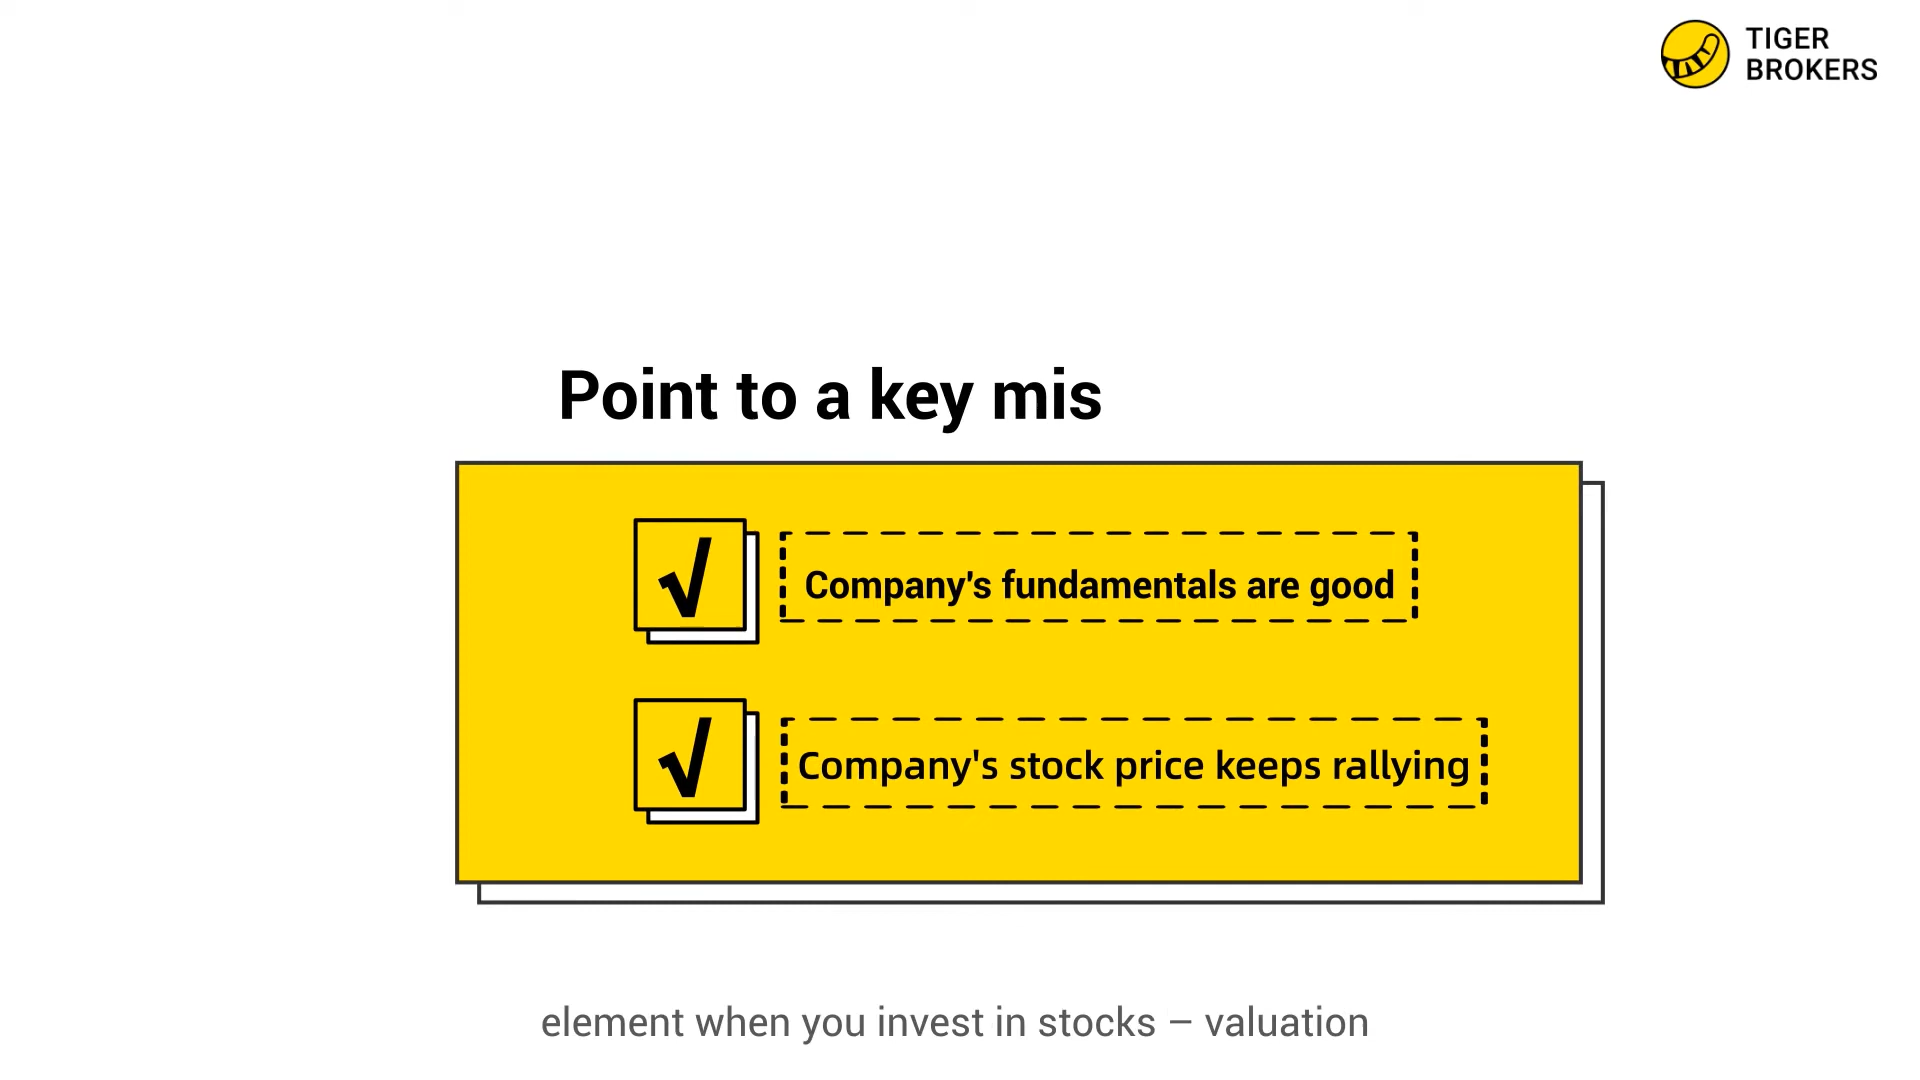 TIGER
BROKERS
Point to a key mis
Company's fundamentals are good
Company's stock price keeps rallying
element when you invest in stocks – valuation